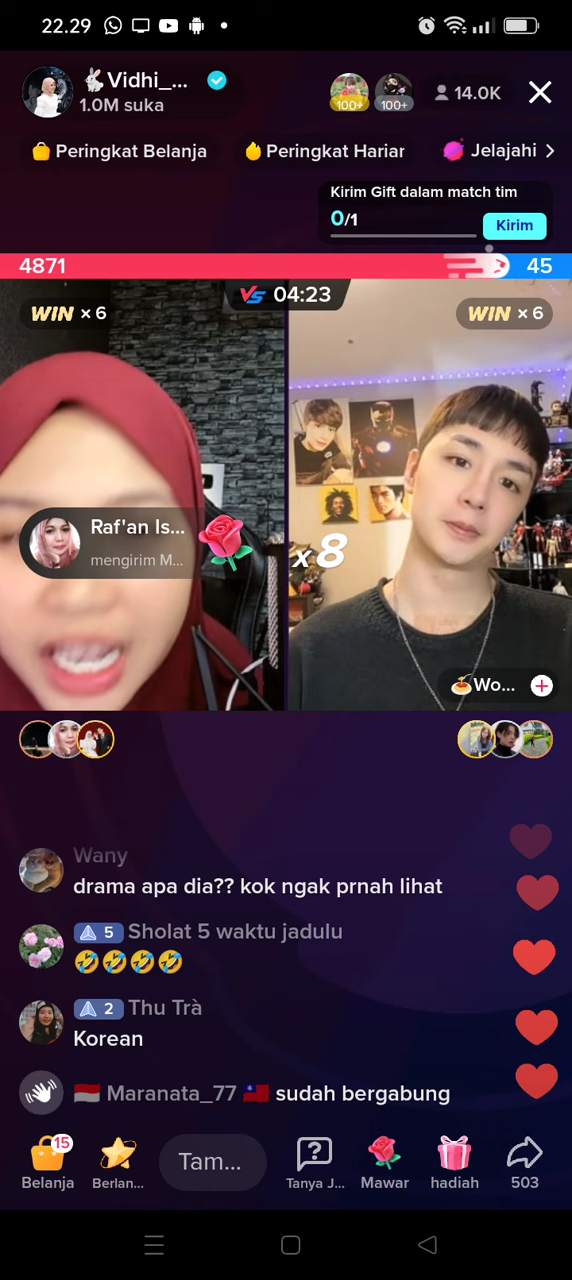 22.29
Vidhi_...
1.0M suka
100+
100+
14.0K
Peringkat Belanja
Peringkat Harian
Jelajahi
Kirim Gift dalam match tim
0/1
Kirim
4871
45
VS 04:23
WIN × 6
WIN × 6
Raf'an Is...
mengirim M...
x8
Wo...
Wany
drama apa dia?? kok ngak prnah lihat
5 Sholat 5 waktu jadulu
2 Thu Trà
Korean
Maranata_77 sudah bergabung
15
Tam...
Belanja
Berlan...
Tanya J...
Mawar
hadiah
503